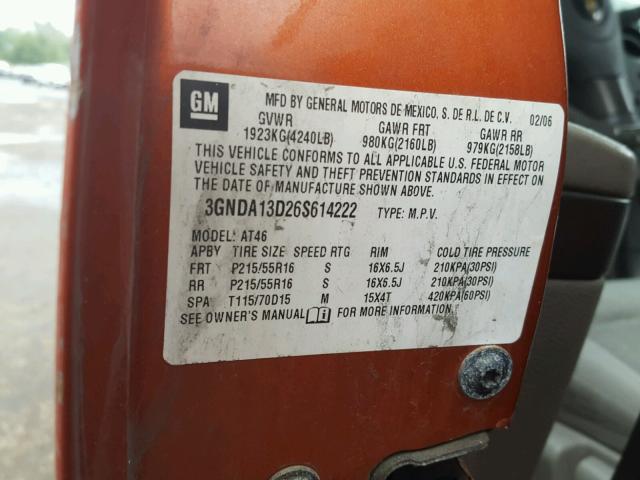 GM
MFD BY GENERAL MOTORS DE MEXICO, S. DE R.L. DE C.V. 02/06
GVWR GAWR FRT GAWR RR
1923KG(4240LB) 980KG(2160LB) 979KG(2158LB)
THIS VEHICLE CONFORMS TO ALL APPLICABLE U.S. FEDERAL MOTOR
VEHICLE SAFETY AND THEFT PREVENTION STANDARDS IN EFFECT ON
THE DATE OF MANUFACTURE SHOWN ABOVE.
3GNDA13D26S614222 TYPE: M.P.V.
MODEL: AT46
APBY TIRE SIZE SPEED RTG RIM COLD TIRE PRESSURE
FRT P215/55R16 S 16X6.5J 210KPA(30PSI)
RR P215/55R16 S 16X6.5J 210KPA(30PSI)
SPA T115/70D15 M 15X4T 420KPA(60PSI)
SEE OWNER'S MANUAL FOR MORE INFORMATION.